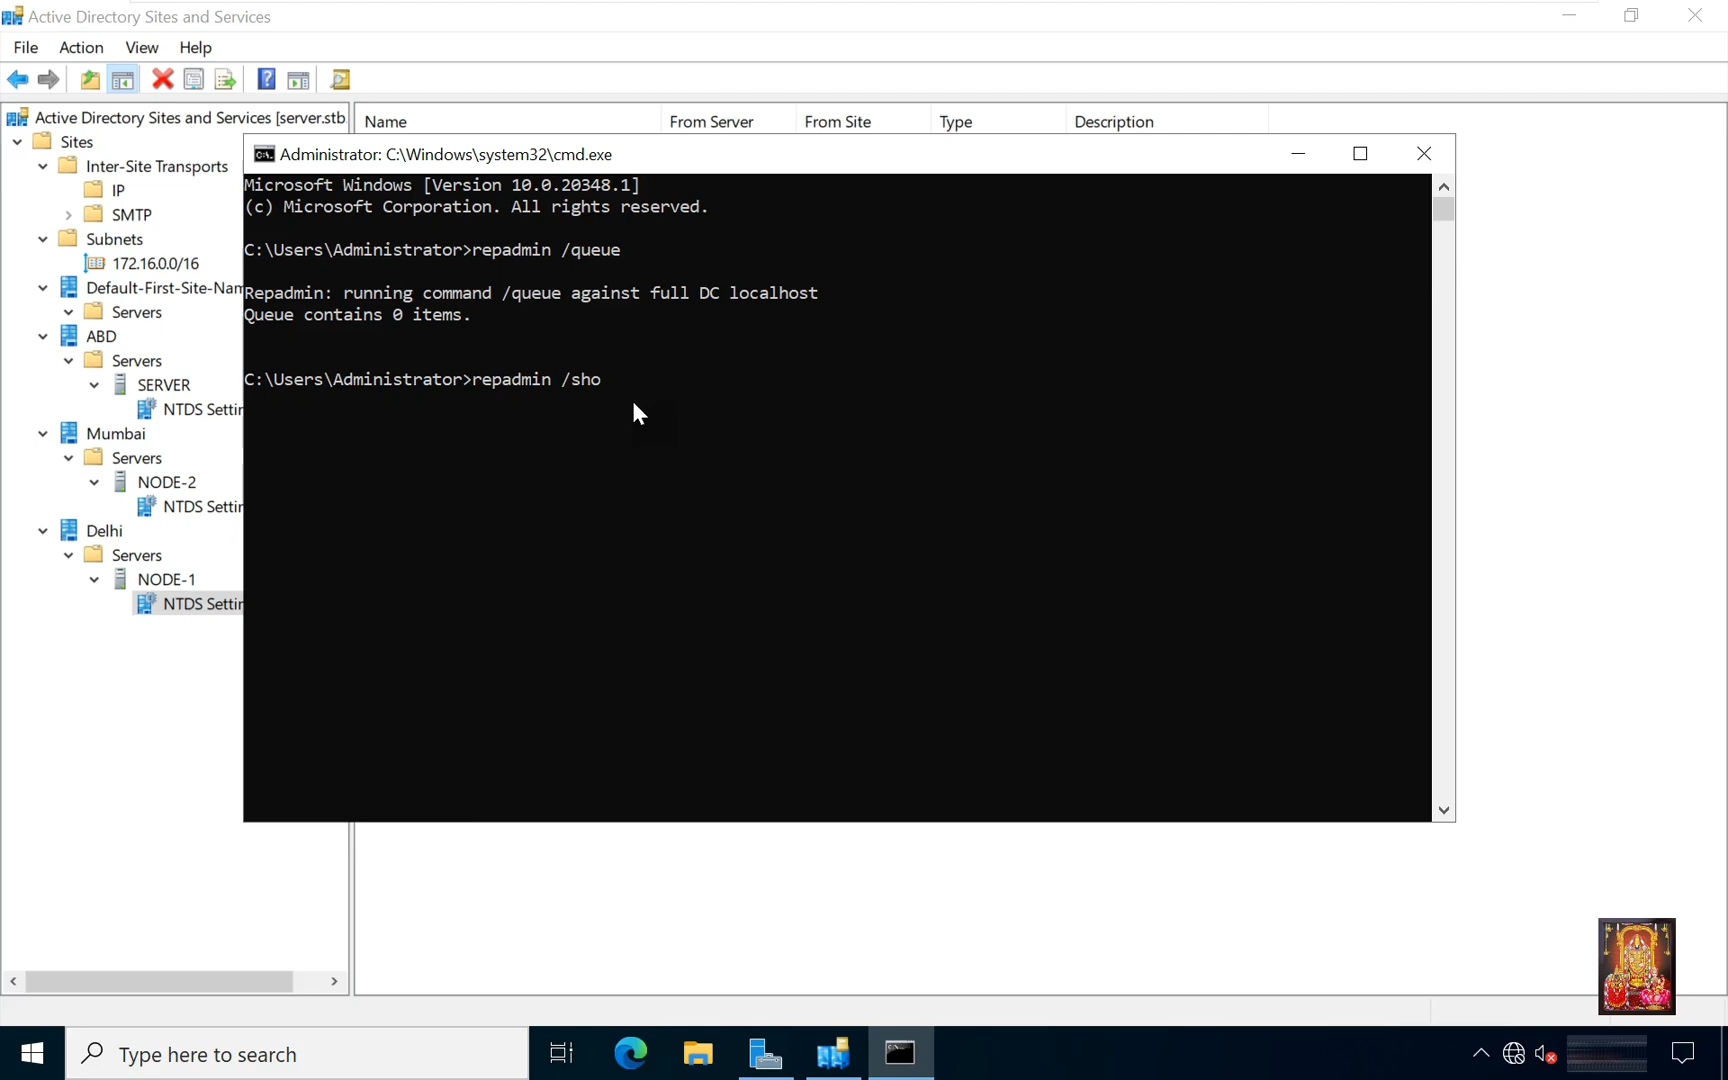 Active Directory Sites and Services
File Action View Help
Active Directory Sites and Services [server.stb
Sites
Inter-Site Transports
IP
SMTP
Subnets
172.16.0.0/16
Default-First-Site-Nam
Servers
ABD
Servers
SERVER
NTDS Settin
Mumbai
Servers
NODE-2
NTDS Settin
Delhi
Servers
NODE-1
NTDS Settin
Name From Server From Site Type Description
Administrator: C:\Windows\system32\cmd.exe
Microsoft Windows [Version 10.0.20348.1]
(c) Microsoft Corporation. All rights reserved.
C:\Users\Administrator>repadmin /queue
Repadmin: running command /queue against full DC localhost
Queue contains 0 items.
C:\Users\Administrator>repadmin /sho
Type here to search